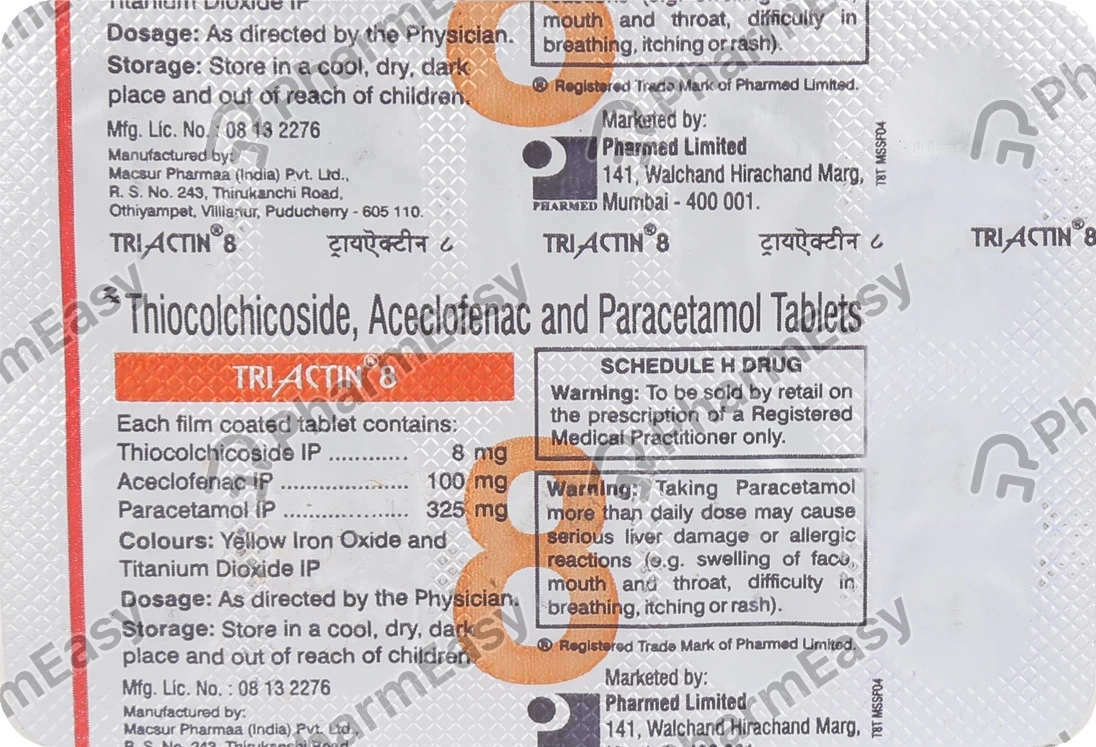 Titanium Dioxide IP
Dosage: As directed by the Physician.
Storage: Store in a cool, dry, dark
place and out of reach of children.
Mfg. Lic. No. : 08 13 2276
Manufactured by:
Macsur Pharmaa (India) Pvt. Ltd.,
R. S. No. 243, Thirukanchi Road,
Othiyampet, Villianur, Puducherry - 605 110.
mouth and throat, difficulty in
breathing, itching or rash).
® Registered Trade Mark of Pharmed Limited.
Marketed by:
Pharmed Limited
141, Walchand Hirachand Marg,
Mumbai - 400 001.
PHARMED
T8T MSSF04
TRIACTIN®8 ट्रायऍक्टीन ८ TRIACTIN®8 ट्रायऍक्टीन ८ TRIACTIN®8
Thiocolchicoside, Aceclofenac and Paracetamol Tablets
TRIACTIN® 8
Each film coated tablet contains:
Thiocolchicoside IP ............ 8 mg
Aceclofenac IP .................... 100 mg
Paracetamol IP .................... 325 mg
Colours: Yellow Iron Oxide and
Titanium Dioxide IP
Dosage: As directed by the Physician.
Storage: Store in a cool, dry, dark
place and out of reach of children.
Mfg. Lic. No. : 08 13 2276
Manufactured by:
Macsur Pharmaa (India) Pvt. Ltd.,
R. S. No. 243, Thirukanchi Road,
8
SCHEDULE H DRUG
Warning: To be sold by retail on
the prescription of a Registered
Medical Practitioner only.
Warning: Taking Paracetamol
more than daily dose may cause
serious liver damage or allergic
reactions (e.g. swelling of face,
mouth and throat, difficulty in
breathing, itching or rash).
® Registered Trade Mark of Pharmed Limited.
Marketed by:
Pharmed Limited
141, Walchand Hirachand Marg,
T8T MSSF04
PharmEasy